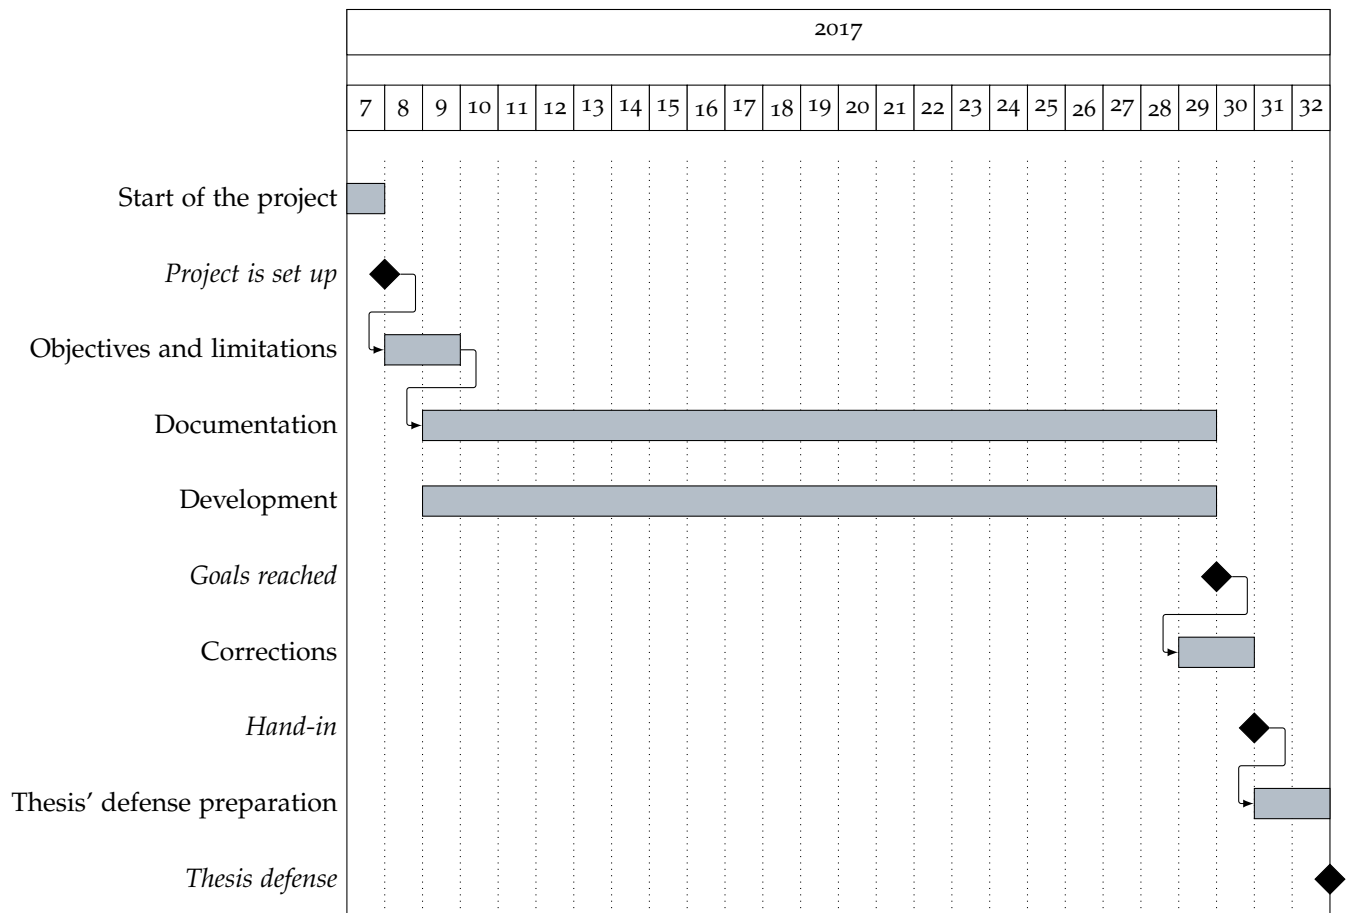 2017
7 8 9 10 11 12 13 14 15 16 17 18 19 20 21 22 23 24 25 26 27 28 29 30 31 32
Start of the project
Project is set up
Objectives and limitations
Documentation
Development
Goals reached
Corrections
Hand-in
Thesis’ defense preparation
Thesis defense